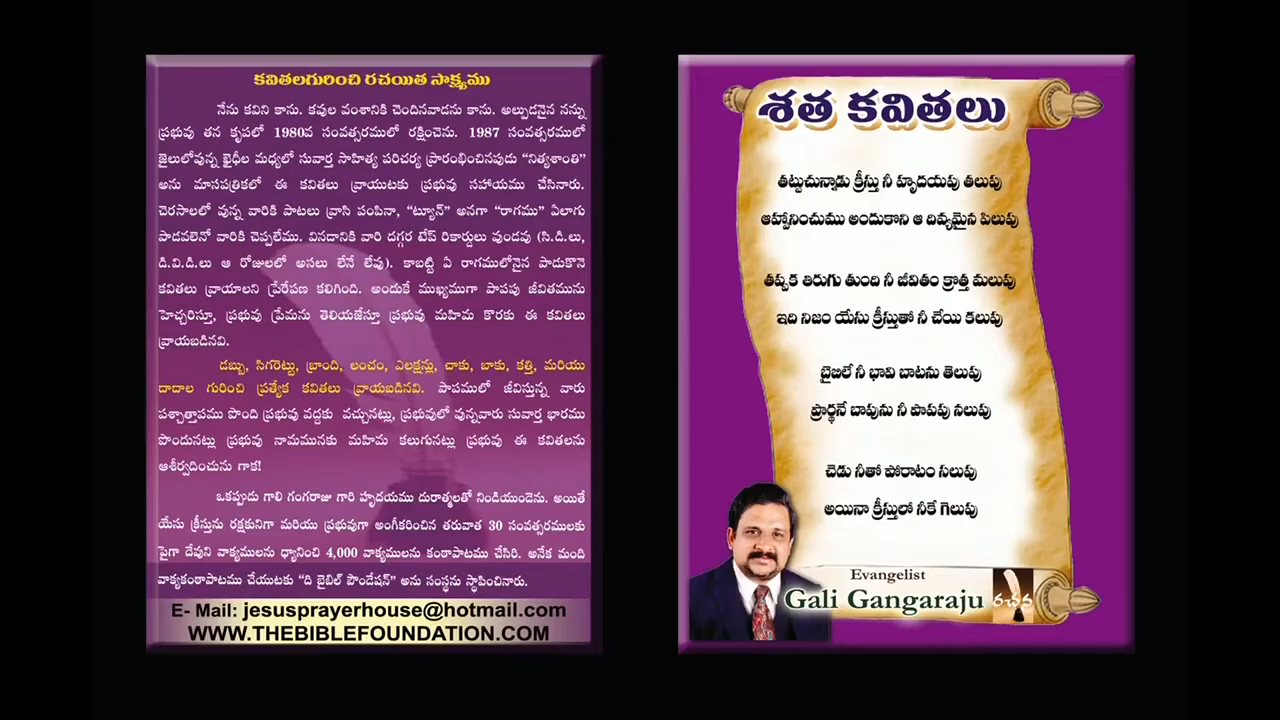 కవితలగురించి రచయిత సాక్ష్యము
నేను కవిని కాను. కవుల వంశానికి చెందినవాడను కాను. అల్పుడనైన నన్ను
ప్రభువు తన కృపలో 1980వ సంవత్సరములో రక్షించెను. 1987 సంవత్సరములో
జైలులోవున్న ఖైధీల మధ్యలో సువార్త సాహిత్య పరిచర్య ప్రారంభించినపుడు “నిత్యశాంతి”
అను మాసపత్రికలో ఈ కవితలు వ్రాయుటకు ప్రభువు సహాయము చేసినారు.
చెరసాలలో వున్న వారికి పాటలు వ్రాసి పంపినా, “ట్యూన్” అనగా “రాగము” ఏలాగు
పాడవలెనో వారికి చెప్పలేము. వినడానికి వారి దగ్గర టేప్ రికార్డులు వుండవు (సి.డి.లు,
డి.వి.డి.లు ఆ రోజులలో అసలు లేనే లేవు). కాబట్టి ఏ రాగములోనైన పాడుకొనె
కవితలు వ్రాయాలని ప్రేరేపణ కలిగింది. అందుకే ముఖ్యముగా పాపపు జీవితమును
హెచ్చరిస్తూ, ప్రభువు ప్రేమను తెలియజేస్తూ ప్రభువు మహిమ కొరకు ఈ కవితలు
వ్రాయబడినవి.
డబ్బు, సిగరెట్టు, బ్రాంది, లంచం, ఎలక్షన్లు, చాకు, బాకు, కత్తి, మరియు
దాదాల గురించి ప్రత్యేక కవితలు వ్రాయబడినవి. పాపములో జీవిస్తున్న వారు
పశ్చాత్తాపము పొంది ప్రభువు వద్దకు వచ్చునట్లు, ప్రభువులో వున్నవారు సువార్త భారము
పొందునట్లు ప్రభువు నామమునకు మహిమ కలుగునట్లు ప్రభువు ఈ కవితలను
ఆశీర్వదించును గాక!
ఒకప్పుడు గాలి గంగరాజు గారి హృదయము దురాత్మలతో నిండియుండెను. అయితే
యేసు క్రీస్తును రక్షకునిగా మరియు ప్రభువుగా అంగీకరించిన తరువాత 30 సంవత్సరములకు
పైగా దేవుని వాక్యములను ధ్యానించి 4,000 వాక్యములను కంఠాపాటము చేసిరి. అనేక మంది
వాక్యకంఠాపాటము చేయుటకు “ది బైబిల్ ఫౌండేషన్” అను సంస్థను స్థాపించినారు.
E- Mail: jesusprayerhouse@hotmail.com
WWW.THEBIBLEFOUNDATION.COM
శత కవితలు
తట్టుచున్నాడు క్రీస్తు నీ హృదయపు తలుపు
ఆహ్వానించుము అందుకొని ఆ దివ్యమైన పిలుపు
తప్పక తిరుగు తుంది నీ జీవితం క్రొత్త మలుపు
ఇది నిజం యేసు క్రీస్తుతో నీ చేయి కలుపు
బైబిలే నీ భావి బాటను తెలుపు
ప్రార్థనే బాపును నీ పాపపు నలుపు
చెడు నీతో పోరాటం సలుపు
అయినా క్రీస్తులో నీకే గెలుపు
Evangelist
Gali Gangaraju
రచన